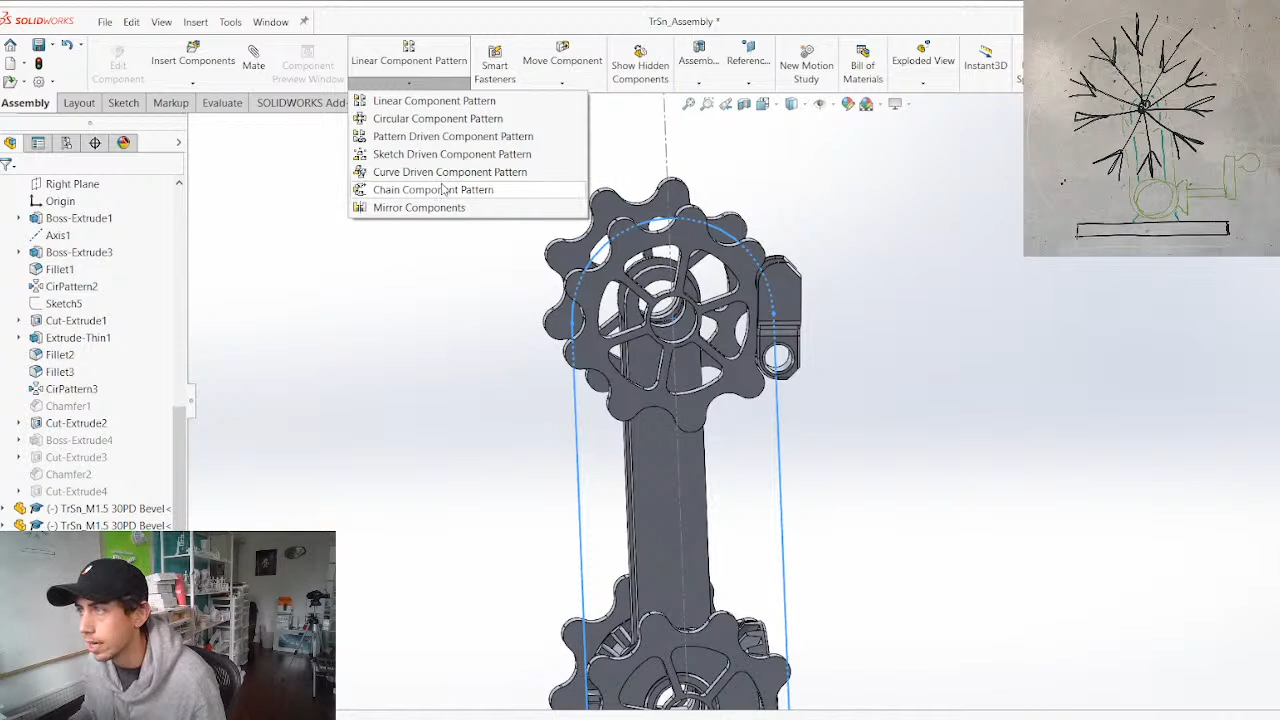 SOLIDWORKS File Edit View Insert Tools Window TrSn_Assembly *
Edit Component
Insert Components
Mate
Component Preview Window
Linear Component Pattern
Smart Fasteners
Move Component
Show Hidden Components
Assemb...
Referenc...
New Motion Study
Bill of Materials
Exploded View
Instant3D
Assembly Layout Sketch Markup Evaluate SOLIDWORKS Add-
Linear Component Pattern
Circular Component Pattern
Pattern Driven Component Pattern
Sketch Driven Component Pattern
Curve Driven Component Pattern
Chain Component Pattern
Mirror Components
Right Plane
Origin
Boss-Extrude1
Axis1
Boss-Extrude3
Fillet1
CirPattern2
Sketch5
Cut-Extrude1
Extrude-Thin1
Fillet2
Fillet3
CirPattern3
Chamfer1
Cut-Extrude2
Boss-Extrude4
Cut-Extrude3
Chamfer2
Cut-Extrude4
(-) TrSn_M1.5 30PD Bevel<
(-) TrSn_M1.5 30PD Bevel<